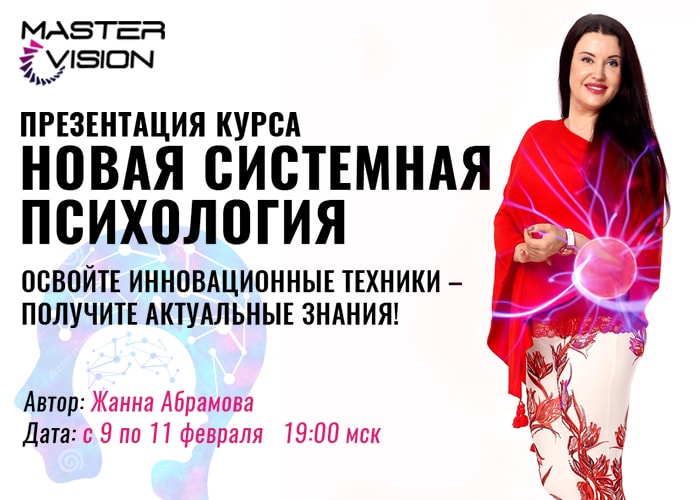 MASTER
VISION
ПРЕЗЕНТАЦИЯ КУРСА
НОВАЯ СИСТЕМНАЯ
ПСИХОЛОГИЯ
ОСВОЙТЕ ИННОВАЦИОННЫЕ ТЕХНИКИ –
ПОЛУЧИТЕ АКТУАЛЬНЫЕ ЗНАНИЯ!
Автор: Жанна Абрамова
Дата: с 9 по 11 февраля 19:00 мск